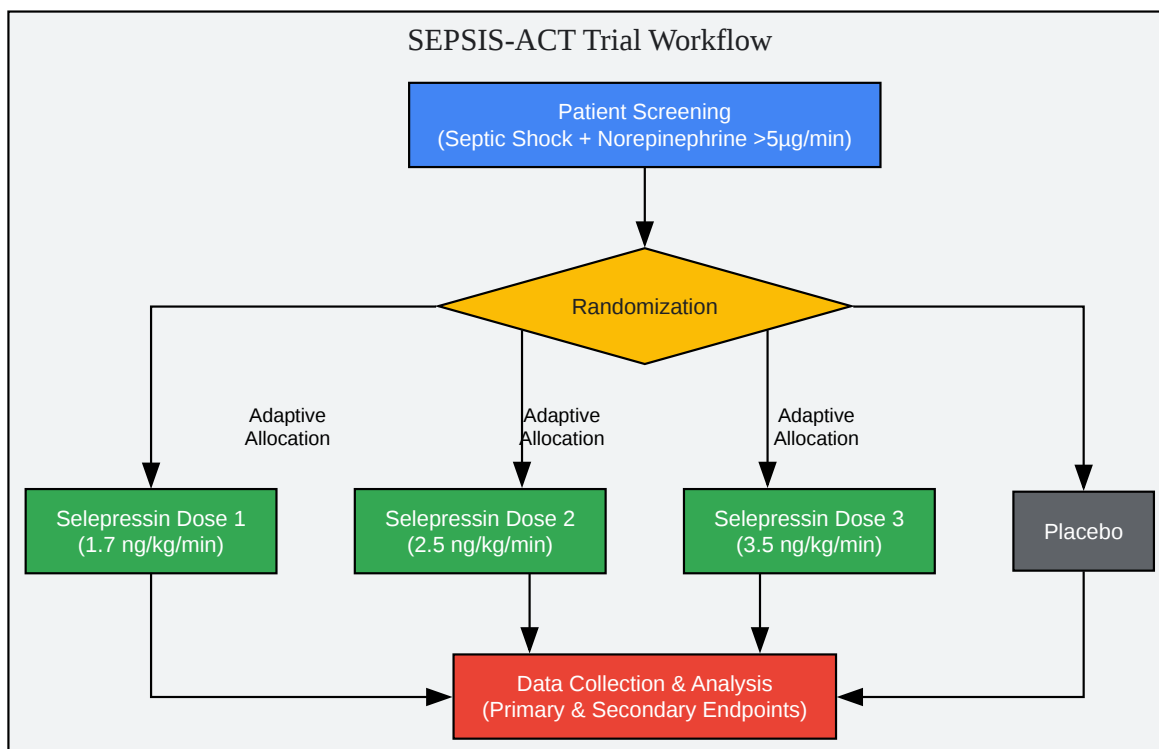 SEPSIS-ACT Trial Workflow
Patient Screening
(Septic Shock + Norepinephrine >5µg/min)
Randomization
Adaptive
Allocation
Adaptive
Allocation
Adaptive
Allocation
Selepressin Dose 1
(1.7 ng/kg/min)
Selepressin Dose 2
(2.5 ng/kg/min)
Selepressin Dose 3
(3.5 ng/kg/min)
Placebo
Data Collection & Analysis
(Primary & Secondary Endpoints)